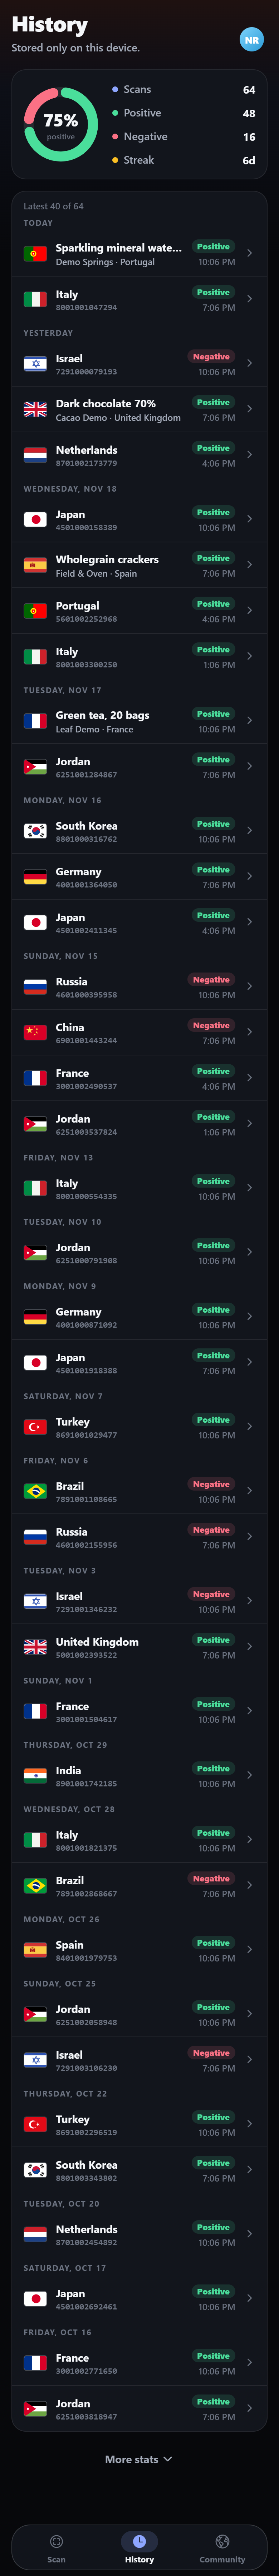 History
Stored only on this device.
NR
75%
positive
Scans 64
Positive 48
Negative 16
Streak 6d
Latest 40 of 64
TODAY
Sparkling mineral wate... Positive
Demo Springs · Portugal 10:06 PM
Italy Positive
8001001047294 7:06 PM
YESTERDAY
Israel Negative
7291000079193 10:06 PM
Dark chocolate 70% Positive
Cacao Demo · United Kingdom 7:06 PM
Netherlands Positive
8701002173779 4:06 PM
WEDNESDAY, NOV 18
Japan Positive
4501000158389 10:06 PM
Wholegrain crackers Positive
Field & Oven · Spain 7:06 PM
Portugal Positive
5601002252968 4:06 PM
Italy Positive
8001003300250 1:06 PM
TUESDAY, NOV 17
Green tea, 20 bags Positive
Leaf Demo · France 10:06 PM
Jordan Positive
6251001284867 7:06 PM
MONDAY, NOV 16
South Korea Positive
8801000316762 10:06 PM
Germany Positive
4001001364050 7:06 PM
Japan Positive
4501002411345 4:06 PM
SUNDAY, NOV 15
Russia Negative
4601000395958 10:06 PM
China Negative
6901001443244 7:06 PM
France Positive
3001002490537 4:06 PM
Jordan Positive
6251003537824 1:06 PM
FRIDAY, NOV 13
Italy Positive
8001000554335 10:06 PM
TUESDAY, NOV 10
Jordan Positive
6251000791908 10:06 PM
MONDAY, NOV 9
Germany Positive
4001000871092 10:06 PM
Japan Positive
4501001918388 7:06 PM
SATURDAY, NOV 7
Turkey Positive
8691001029477 10:06 PM
FRIDAY, NOV 6
Brazil Negative
7891001108665 10:06 PM
Russia Negative
4601002155956 7:06 PM
TUESDAY, NOV 3
Israel Negative
7291001346232 10:06 PM
United Kingdom Positive
5001002393522 7:06 PM
SUNDAY, NOV 1
France Positive
3001001504617 10:06 PM
THURSDAY, OCT 29
India Positive
8901001742185 10:06 PM
WEDNESDAY, OCT 28
Italy Positive
8001001821375 10:06 PM
Brazil Negative
7891002868667 7:06 PM
MONDAY, OCT 26
Spain Positive
8401001979753 10:06 PM
SUNDAY, OCT 25
Jordan Positive
6251002058948 10:06 PM
Israel Negative
7291003106230 7:06 PM
THURSDAY, OCT 22
Turkey Positive
8691002296519 10:06 PM
South Korea Positive
8801003343802 7:06 PM
TUESDAY, OCT 20
Netherlands Positive
8701002454892 10:06 PM
SATURDAY, OCT 17
Japan Positive
4501002692461 10:06 PM
FRIDAY, OCT 16
France Positive
3001002771650 10:06 PM
Jordan Positive
6251003818947 7:06 PM
More stats
Scan History Community